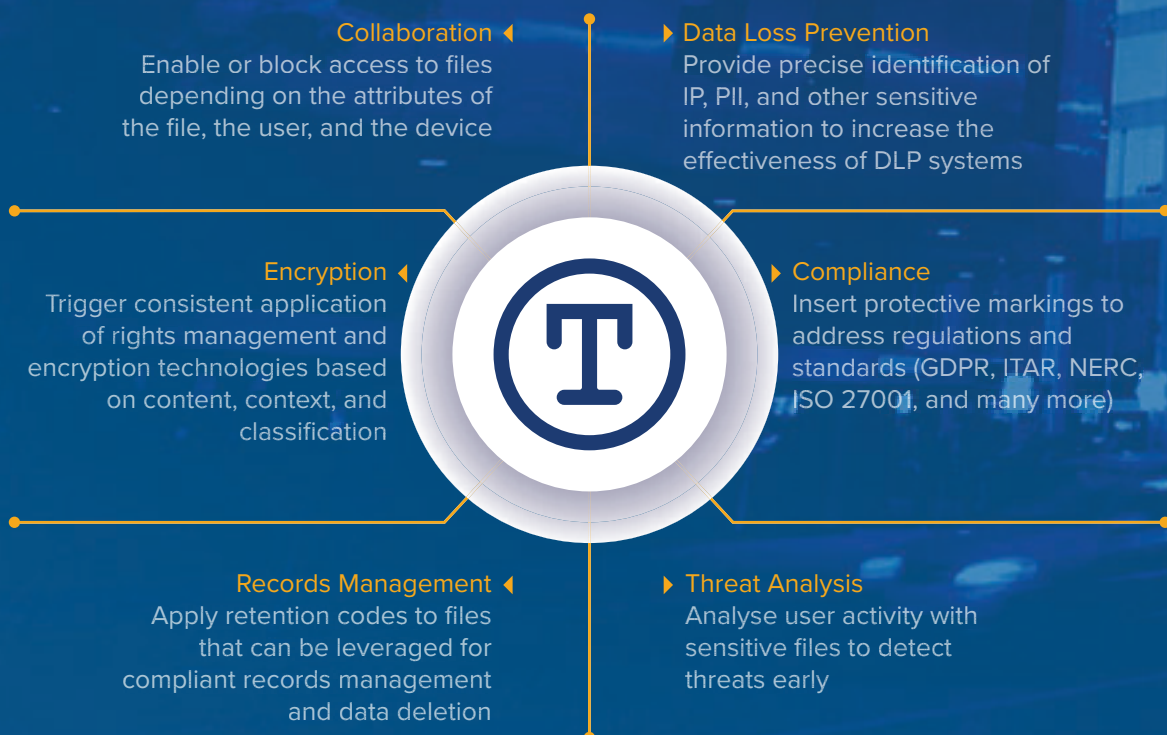 Collaboration
Enable or block access to files
depending on the attributes of
the file, the user, and the device
Data Loss Prevention
Provide precise identification of
IP, PII, and other sensitive
information to increase the
effectiveness of DLP systems
Encryption
Trigger consistent application
of rights management and
encryption technologies based
on content, context, and
classification
T
Compliance
Insert protective markings to
address regulations and
standards (GDPR, ITAR, NERC,
ISO 27001, and many more)
Records Management
Apply retention codes to files
that can be leveraged for
compliant records management
and data deletion
Threat Analysis
Analyse user activity with
sensitive files to detect
threats early